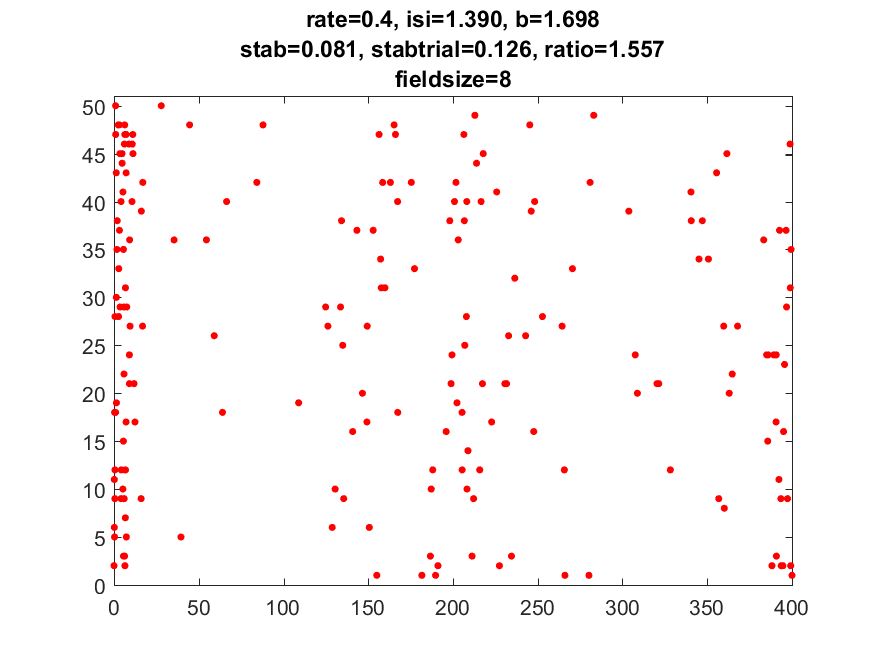 rate=0.4, isi=1.390, b=1.698
stab=0.081, stabtrial=0.126, ratio=1.557
fieldsize=8
50
45
40
35
30
25
20
15
10
5
0
0 50 100 150 200 250 300 350 400